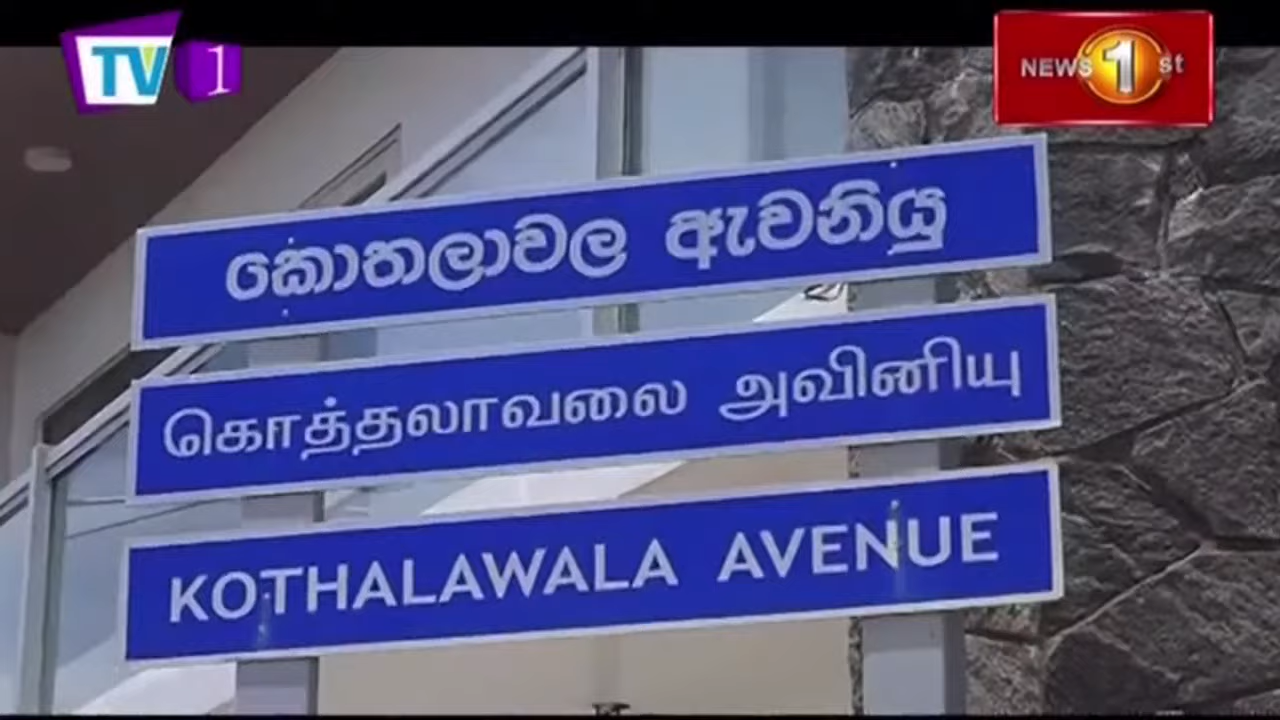 TV 1
NEWS 1st
කොතලාවල ඇවනියු
கொத்தலாவலை அவினியு
KOTHALAWALA AVENUE